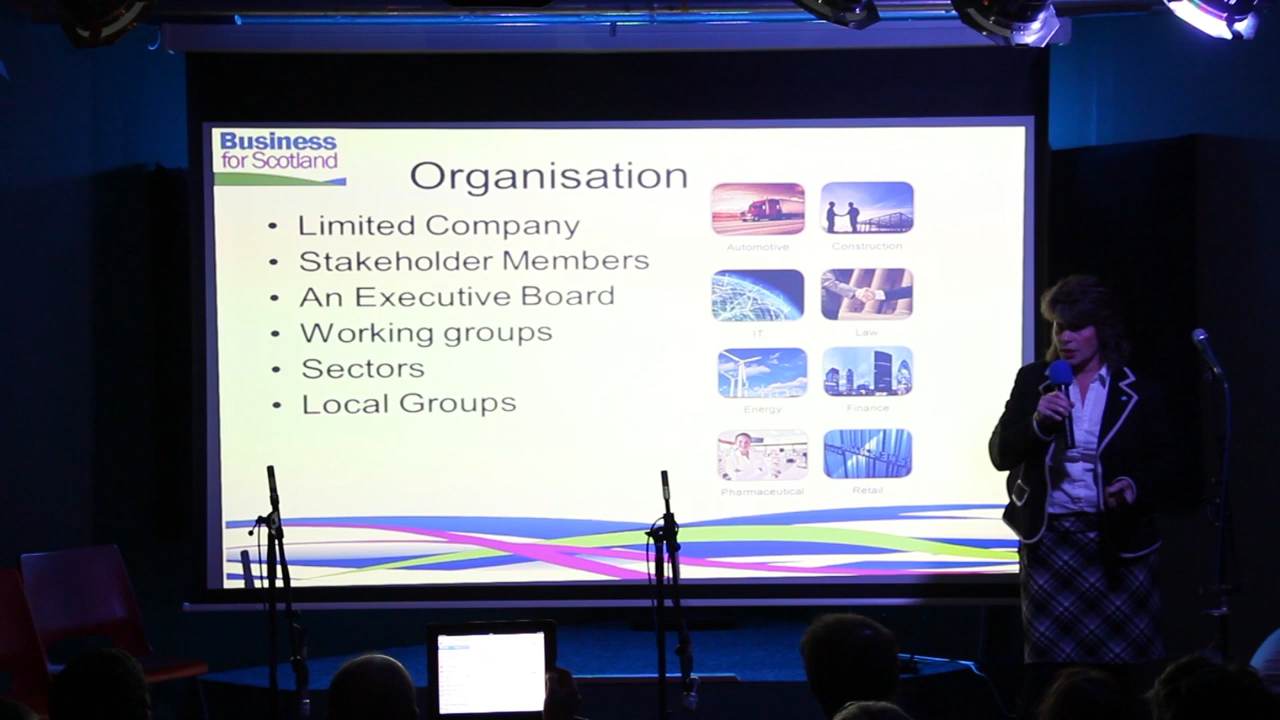 Business
for Scotland
Organisation
• Limited Company
• Stakeholder Members
• An Executive Board
• Working groups
• Sectors
• Local Groups
Automotive
Construction
IT
Law
Energy
Finance
Pharmaceutical
Retail